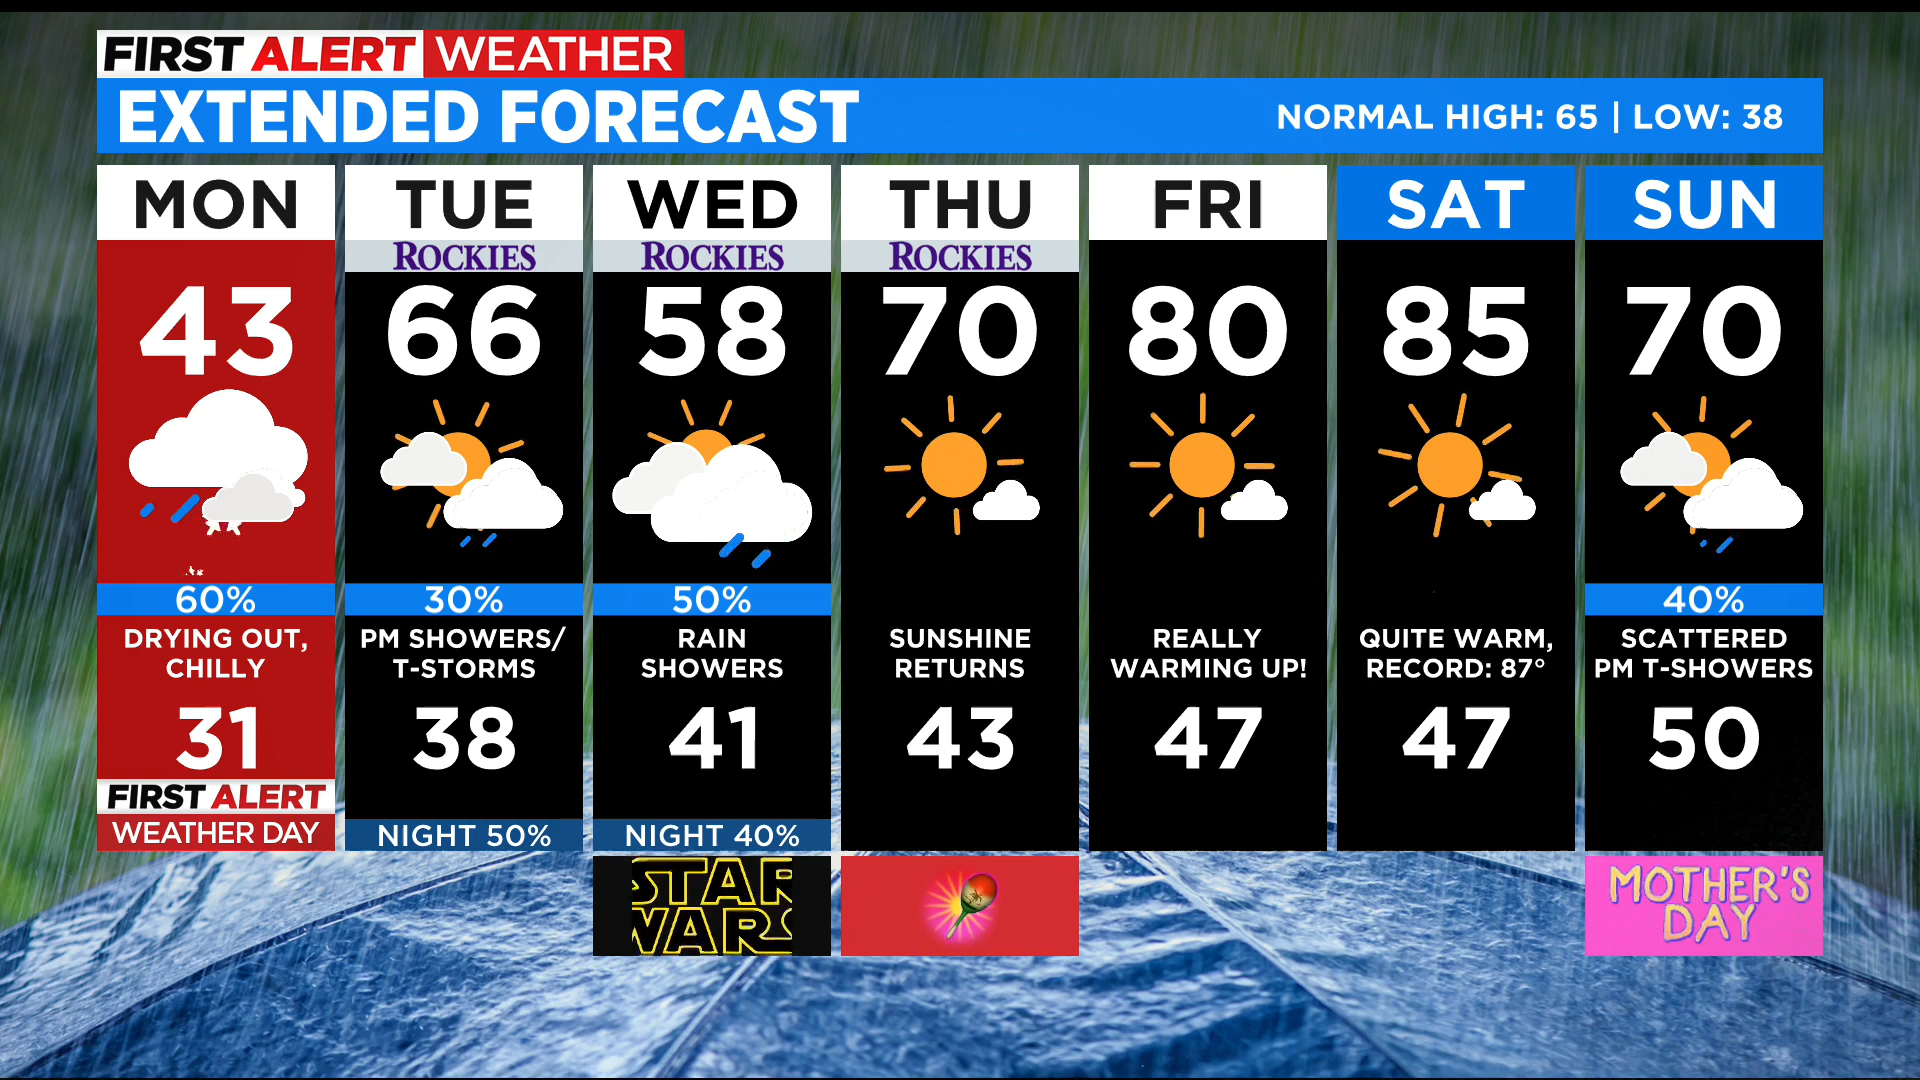 FIRST ALERT WEATHER
EXTENDED FORECAST
NORMAL HIGH: 65 | LOW: 38
MON
43
60%
DRYING OUT,
CHILLY
31
FIRST ALERT
WEATHER DAY
TUE
ROCKIES
66
30%
PM SHOWERS/
T-STORMS
38
NIGHT 50%
WED
ROCKIES
58
50%
RAIN
SHOWERS
41
NIGHT 40%
STAR
WARS
THU
ROCKIES
70
SUNSHINE
RETURNS
43
FRI
80
REALLY
WARMING UP!
47
SAT
85
QUITE WARM,
RECORD: 87°
47
SUN
70
40%
SCATTERED
PM T-SHOWERS
50
MOTHER'S
DAY